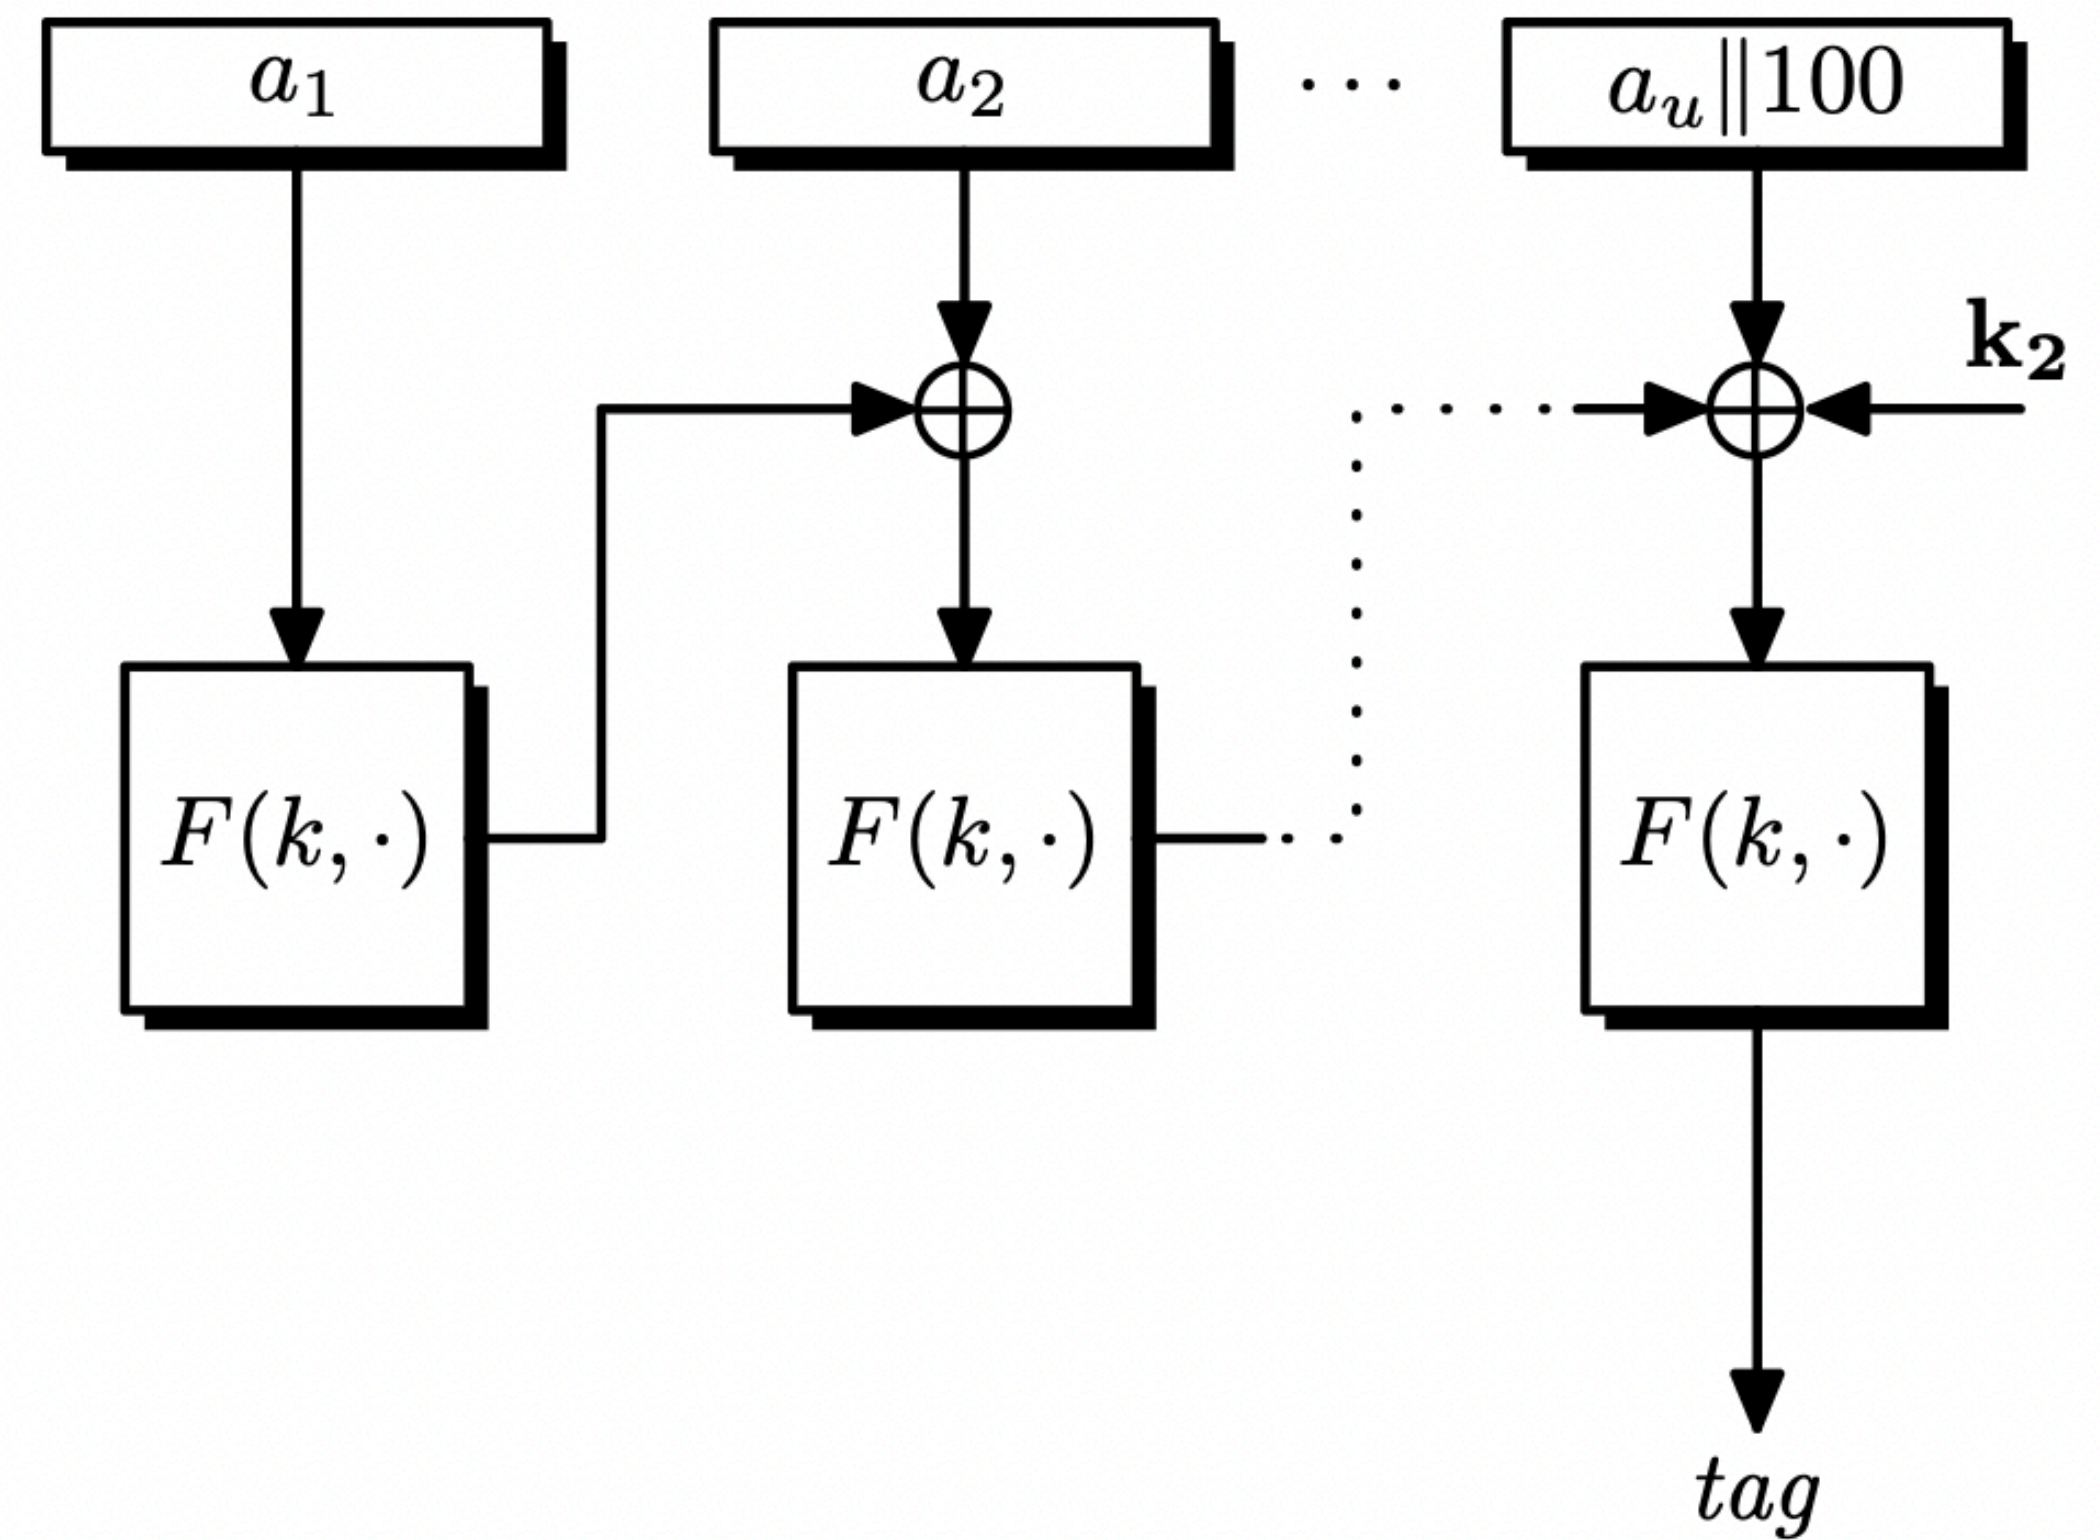 a₁ a₂ ··· aᵤ∥100
k₂
F(k, ·) F(k, ·) F(k, ·)
tag